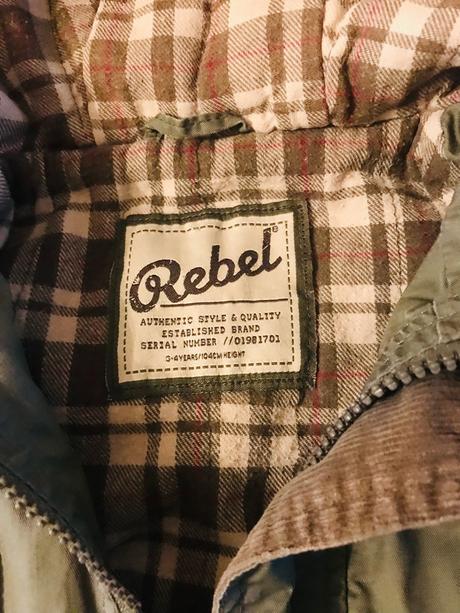 Rebel®
AUTHENTIC STYLE & QUALITY
ESTABLISHED BRAND
SERIAL NUMBER //01981701
3-4YEARS/104CM HEIGHT